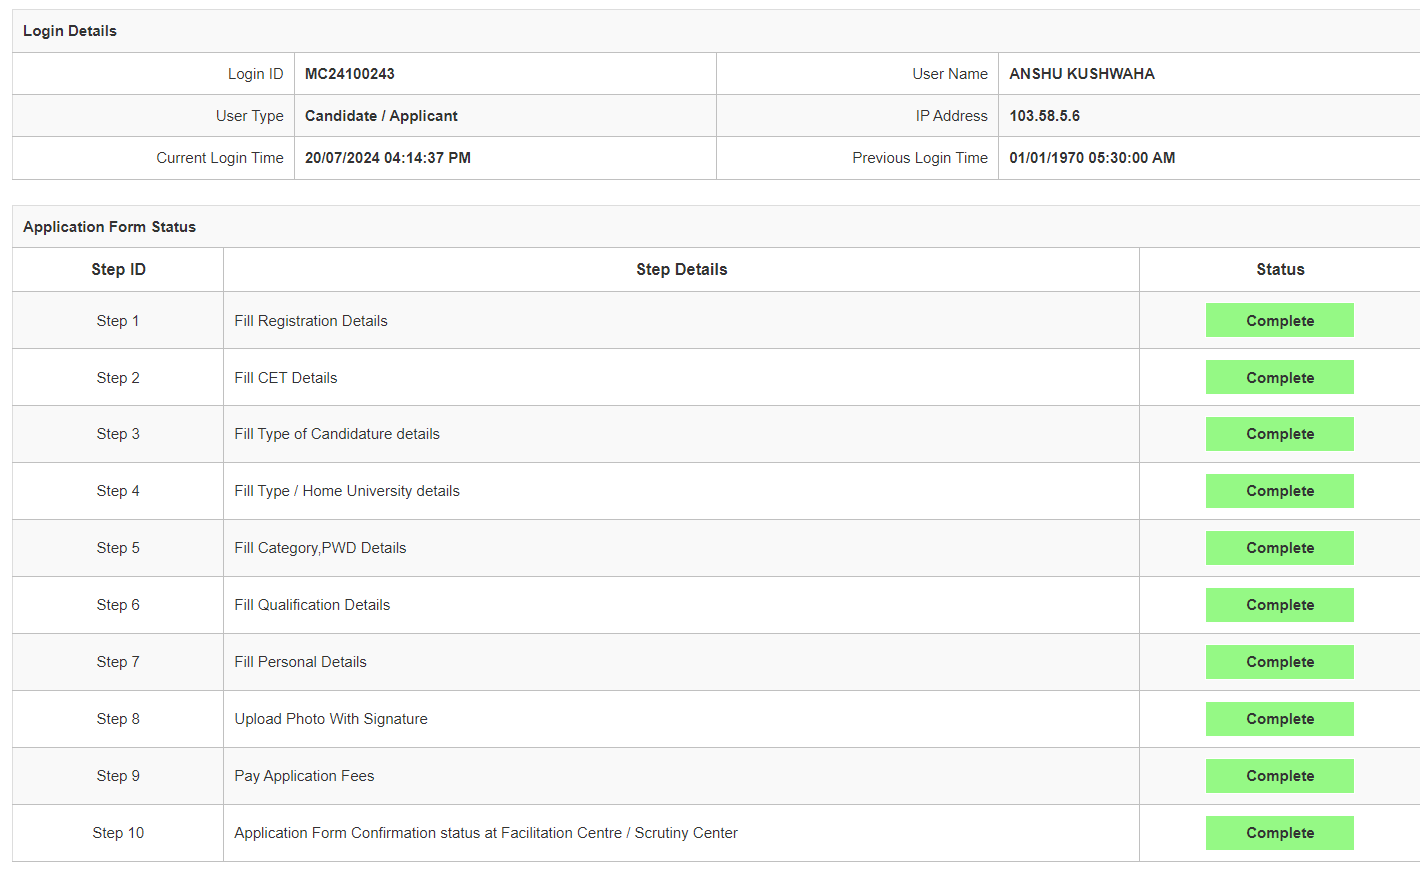 Login Details
Login ID MC24100243 User Name ANSHU KUSHWAHA
User Type Candidate / Applicant IP Address 103.58.5.6
Current Login Time 20/07/2024 04:14:37 PM Previous Login Time 01/01/1970 05:30:00 AM
Application Form Status
Step ID Step Details Status
Step 1 Fill Registration Details Complete
Step 2 Fill CET Details Complete
Step 3 Fill Type of Candidature details Complete
Step 4 Fill Type / Home University details Complete
Step 5 Fill Category,PWD Details Complete
Step 6 Fill Qualification Details Complete
Step 7 Fill Personal Details Complete
Step 8 Upload Photo With Signature Complete
Step 9 Pay Application Fees Complete
Step 10 Application Form Confirmation status at Facilitation Centre / Scrutiny Center Complete